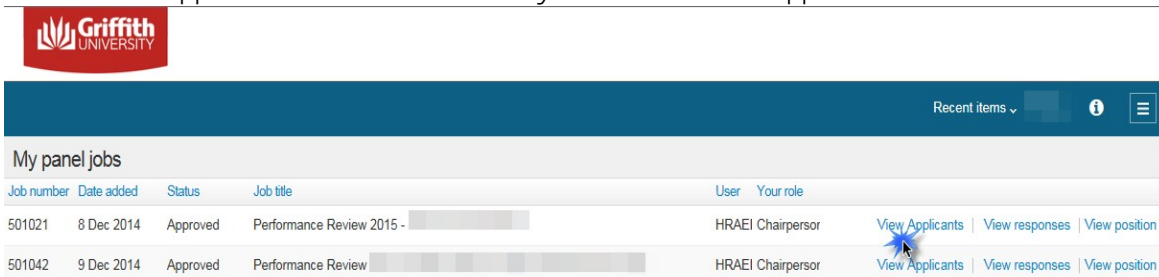 Griffith
UNIVERSITY
Recent items
My panel jobs
Job number Date added Status Job title User Your role
501021 8 Dec 2014 Approved Performance Review 2015 - HRAEI Chairperson View Applicants | View responses | View position
501042 9 Dec 2014 Approved Performance Review HRAEI Chairperson View Applicants | View responses | View position